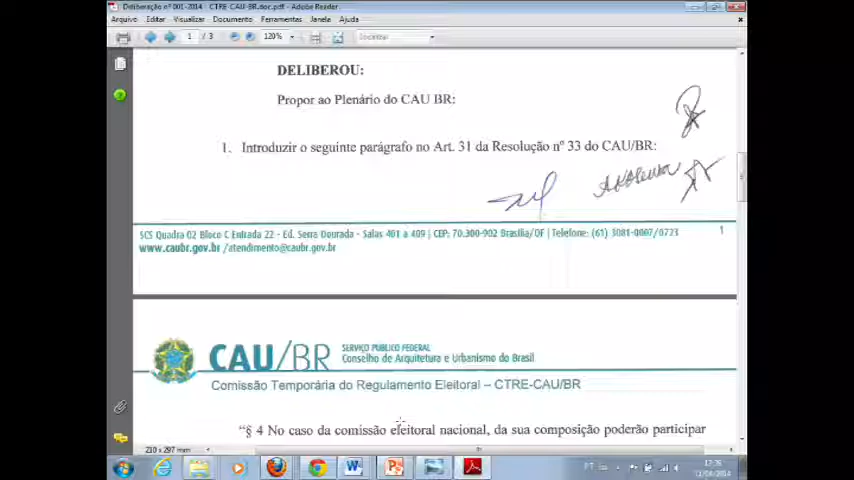 Deliberação nº 001-2014 - CTRE-CAU-BR.doc.pdf - Adobe Reader
Arquivo Editar Visualizar Documento Ferramentas Janela Ajuda
1 / 3 120% Localizar
DELIBEROU:
Propor ao Plenário do CAU BR:
1. Introduzir o seguinte parágrafo no Art. 31 da Resolução nº 33 do CAU/BR:
SCS Quadra 02 Bloco C Entrada 22 - Ed. Serra Dourada - Salas 401 a 409 | CEP: 70.300-902 Brasília/DF | Telefone: (61) 3081-0007/0723
1
www.caubr.gov.br /atendimento@caubr.gov.br
CAU/BR
SERVIÇO PÚBLICO FEDERAL
Conselho de Arquitetura e Urbanismo do Brasil
Comissão Temporária do Regulamento Eleitoral – CTRE-CAU/BR
“§ 4 No caso da comissão eleitoral nacional, da sua composição poderão participar
210 x 297 mm
PT